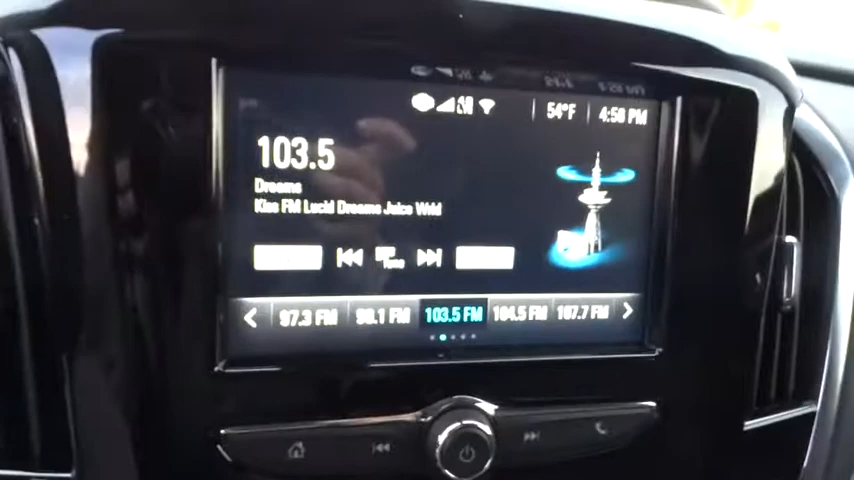 54°F 4:58 PM
103.5
Dreams
Kiss FM Lucid Dreams Juice Wrld
Tune
97.3 FM 98.1 FM 103.5 FM 104.5 FM 107.7 FM